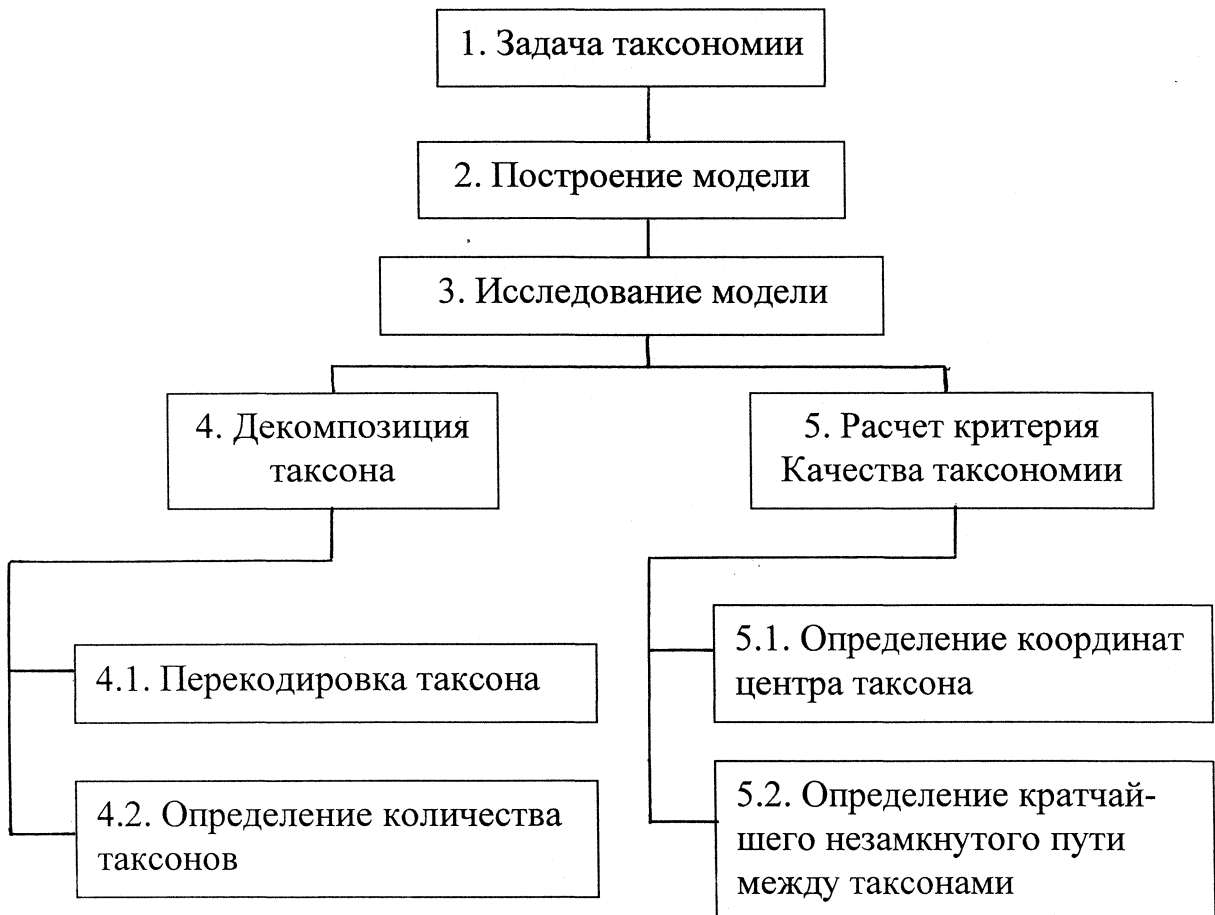 1. Задача таксономии
2. Построение модели
3. Исследование модели
4. Декомпозиция
таксона
5. Расчет критерия
Качества таксономии
4.1. Перекодировка таксона
4.2. Определение количества
таксонов
5.1. Определение координат
центра таксона
5.2. Определение кратчай-
шего незамкнутого пути
между таксонами